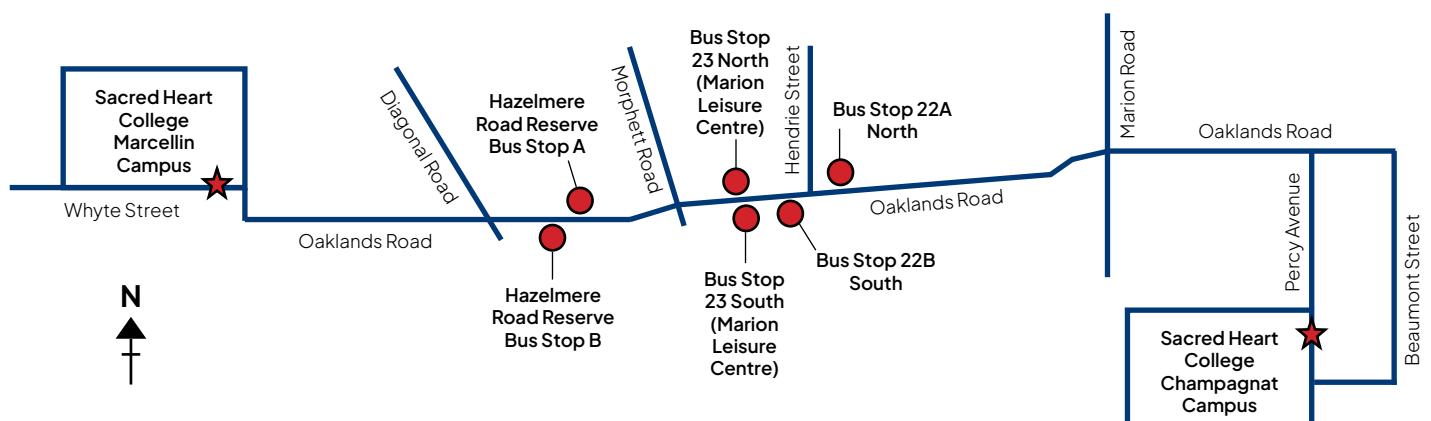 Sacred Heart
College
Marcellin
Campus
Whyte Street
Oaklands Road
Diagonal Road
Hazelmere
Road Reserve
Bus Stop A
Hazelmere
Road Reserve
Bus Stop B
Morphett Road
Bus Stop
23 North
(Marion
Leisure
Centre)
Bus Stop
23 South
(Marion
Leisure
Centre)
Hendrie Street
Bus Stop 22A
North
Oaklands Road
Bus Stop 22B
South
Marion Road
Oaklands Road
Percy Avenue
Beaumont Street
Sacred Heart
College
Champagnat
Campus
N